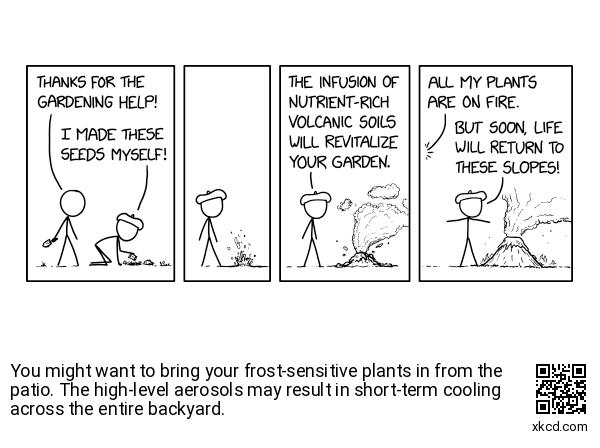 THANKS FOR THE
GARDENING HELP!
I MADE THESE
SEEDS MYSELF!
THE INFUSION OF
NUTRIENT-RICH
VOLCANIC SOILS
WILL REVITALIZE
YOUR GARDEN.
ALL MY PLANTS
ARE ON FIRE.
BUT SOON, LIFE
WILL RETURN TO
THESE SLOPES!
You might want to bring your frost-sensitive plants in from the
patio. The high-level aerosols may result in short-term cooling
across the entire backyard.
xkcd.com